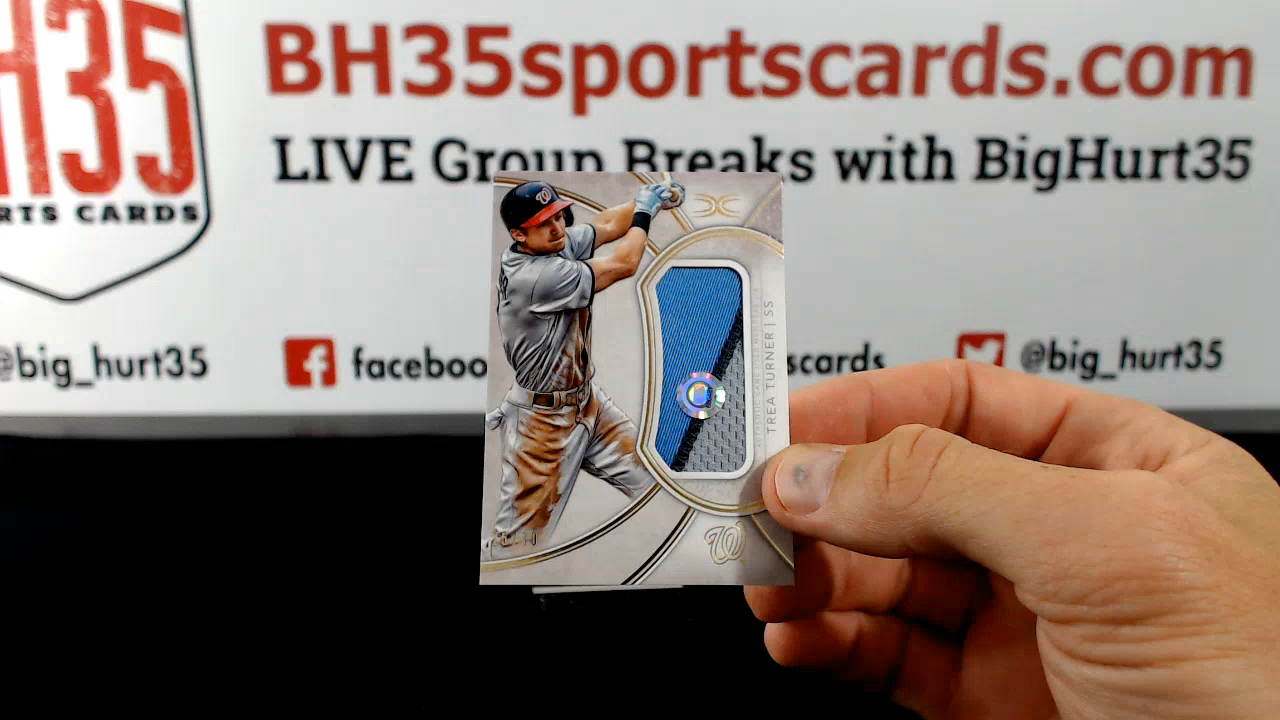 H35
RTS CARDS
BH35sportscards.com
LIVE Group Breaks with BigHurt35
@big_hurt35
f faceboo
scards
@big_hurt35
W
TREA TURNER | SS
W